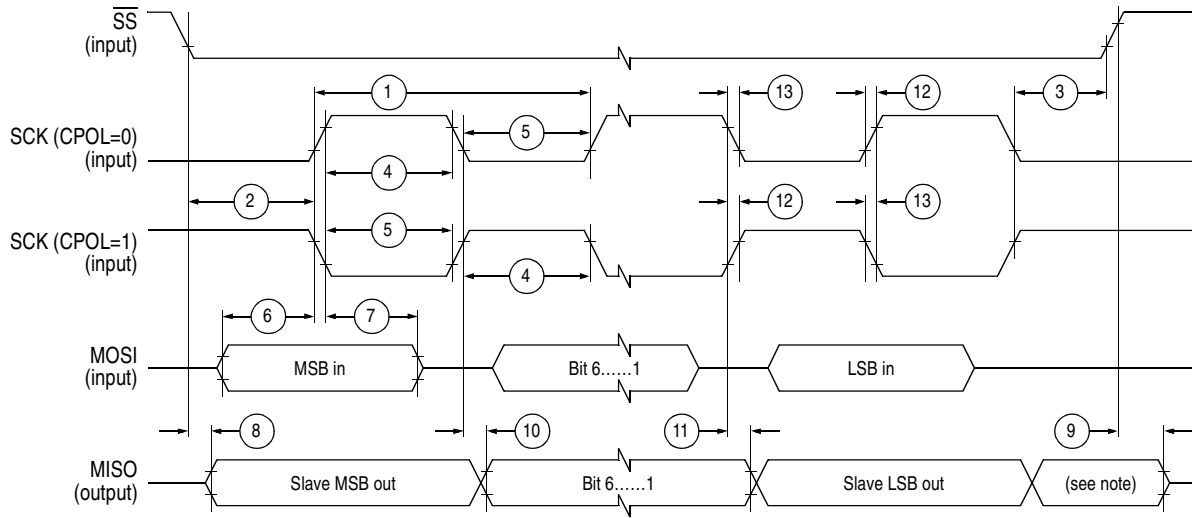 SS
(input)
1
13
12
3
SCK (CPOL=0)
(input)
5
4
2
12
13
SCK (CPOL=1)
(input)
5
4
6
7
MOSI
(input)
MSB in
Bit 6......1
LSB in
8
10
11
9
MISO
(output)
Slave MSB out
Bit 6......1
Slave LSB out
(see note)